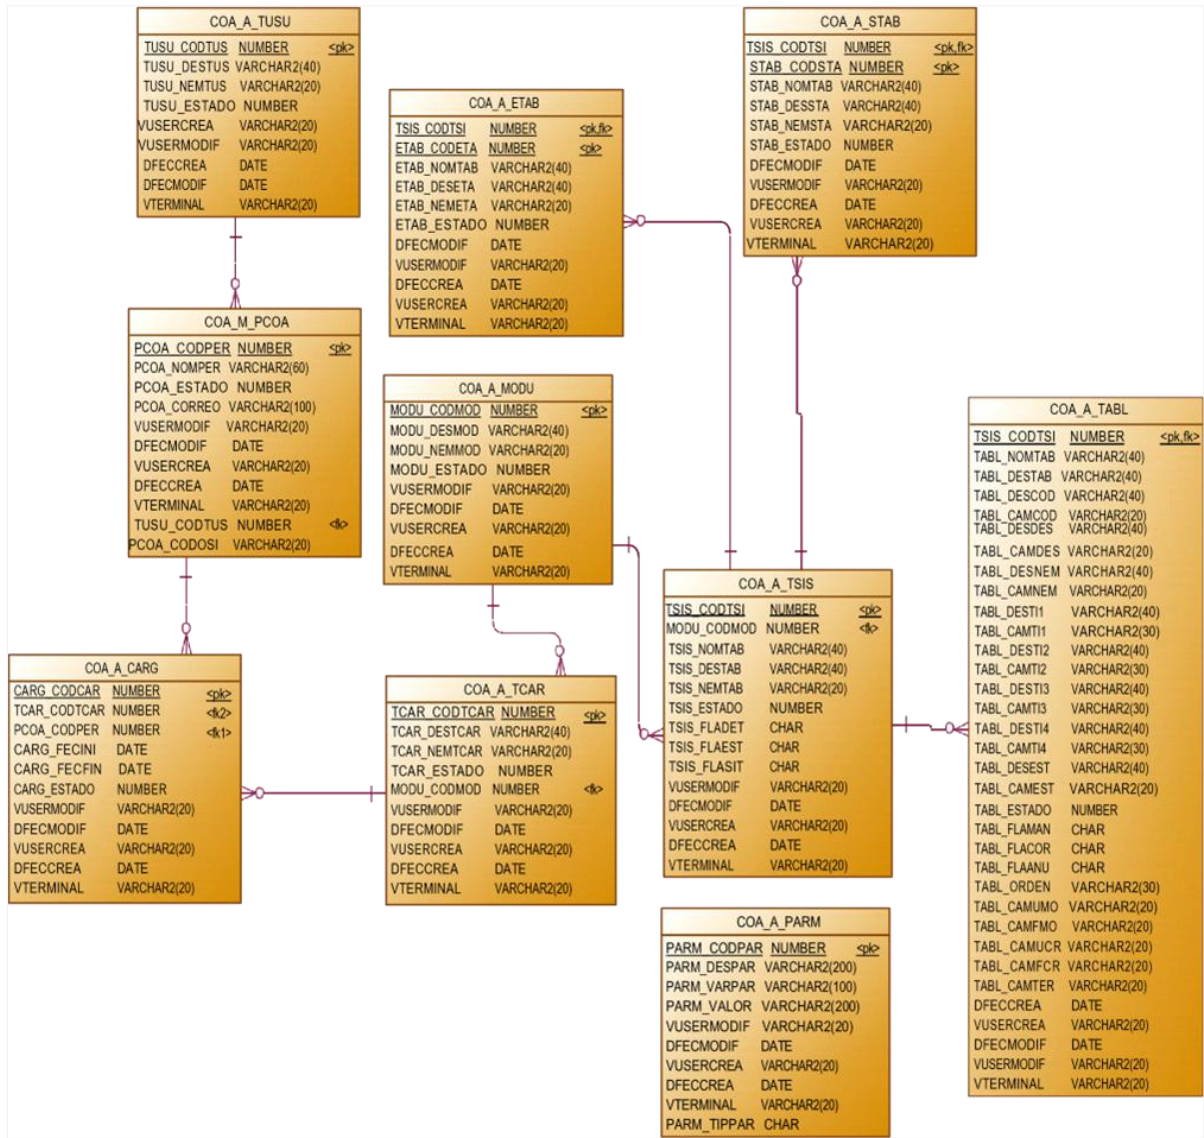 COA_A_TUSU
TUSU_CODTUS NUMBER <pk>
TUSU_DESTUS VARCHAR2(40)
TUSU_NEMTUS VARCHAR2(20)
TUSU_ESTADO NUMBER
VUSERCREA VARCHAR2(20)
VUSERMODIF VARCHAR2(20)
DFECCREA DATE
DFECMODIF DATE
VTERMINAL VARCHAR2(20)
COA_A_ETAB
TSIS_CODTSI NUMBER <pk,fk>
ETAB_CODETA NUMBER <pk>
ETAB_NOMTAB VARCHAR2(40)
ETAB_DESETA VARCHAR2(40)
ETAB_NEMETA VARCHAR2(20)
ETAB_ESTADO NUMBER
DFECMODIF DATE
VUSERMODIF VARCHAR2(20)
DFECCREA DATE
VUSERCREA VARCHAR2(20)
VTERMINAL VARCHAR2(20)
COA_A_STAB
TSIS_CODTSI NUMBER <pk,fk>
STAB_CODSTA NUMBER <pk>
STAB_NOMTAB VARCHAR2(40)
STAB_DESSTA VARCHAR2(40)
STAB_NEMSTA VARCHAR2(20)
STAB_ESTADO NUMBER
DFECMODIF DATE
VUSERMODIF VARCHAR2(20)
DFECCREA DATE
VUSERCREA VARCHAR2(20)
VTERMINAL VARCHAR2(20)
COA_M_PCOA
PCOA_CODPER NUMBER <pk>
PCOA_NOMPER VARCHAR2(60)
PCOA_ESTADO NUMBER
PCOA_CORREO VARCHAR2(100)
VUSERMODIF VARCHAR2(20)
DFECMODIF DATE
VUSERCREA VARCHAR2(20)
DFECCREA DATE
VTERMINAL VARCHAR2(20)
TUSU_CODTUS NUMBER <fk>
PCOA_CODOSI VARCHAR2(20)
COA_A_MODU
MODU_CODMOD NUMBER <pk>
MODU_DESMOD VARCHAR2(40)
MODU_NEMMOD VARCHAR2(20)
MODU_ESTADO NUMBER
VUSERMODIF VARCHAR2(20)
DFECMODIF DATE
VUSERCREA VARCHAR2(20)
DFECCREA DATE
VTERMINAL VARCHAR2(20)
COA_A_TABL
TSIS_CODTSI NUMBER <pk,fk>
TABL_NOMTAB VARCHAR2(40)
TABL_DESTAB VARCHAR2(40)
TABL_DESCOD VARCHAR2(40)
TABL_CAMCOD VARCHAR2(20)
TABL_DESDES VARCHAR2(40)
TABL_CAMDES VARCHAR2(20)
TABL_DESNEM VARCHAR2(40)
TABL_CAMNEM VARCHAR2(20)
TABL_DESTI1 VARCHAR2(40)
TABL_CAMTI1 VARCHAR2(30)
TABL_DESTI2 VARCHAR2(40)
TABL_CAMTI2 VARCHAR2(30)
TABL_DESTI3 VARCHAR2(40)
TABL_CAMTI3 VARCHAR2(30)
TABL_DESTI4 VARCHAR2(40)
TABL_CAMTI4 VARCHAR2(30)
TABL_DESEST VARCHAR2(40)
TABL_CAMEST VARCHAR2(20)
TABL_ESTADO NUMBER
TABL_FLAMAN CHAR
TABL_FLACOR CHAR
TABL_FLAANU CHAR
TABL_ORDEN VARCHAR2(30)
TABL_CAMUMO VARCHAR2(20)
TABL_CAMFMO VARCHAR2(20)
TABL_CAMUCR VARCHAR2(20)
TABL_CAMFCR VARCHAR2(20)
TABL_CAMTER VARCHAR2(20)
DFECCREA DATE
VUSERCREA VARCHAR2(20)
DFECMODIF DATE
VUSERMODIF VARCHAR2(20)
VTERMINAL VARCHAR2(20)
COA_A_TSIS
TSIS_CODTSI NUMBER <pk>
MODU_CODMOD NUMBER <fk>
TSIS_NOMTAB VARCHAR2(40)
TSIS_DESTAB VARCHAR2(40)
TSIS_NEMTAB VARCHAR2(20)
TSIS_ESTADO NUMBER
TSIS_FLADET CHAR
TSIS_FLAEST CHAR
TSIS_FLASIT CHAR
VUSERMODIF VARCHAR2(20)
DFECMODIF DATE
VUSERCREA VARCHAR2(20)
DFECCREA DATE
VTERMINAL VARCHAR2(20)
COA_A_CARG
CARG_CODCAR NUMBER <pk>
TCAR_CODTCAR NUMBER <fk2>
PCOA_CODPER NUMBER <fk1>
CARG_FECINI DATE
CARG_FECFIN DATE
CARG_ESTADO NUMBER
VUSERMODIF VARCHAR2(20)
DFECMODIF DATE
VUSERCREA VARCHAR2(20)
DFECCREA DATE
VTERMINAL VARCHAR2(20)
COA_A_TCAR
TCAR_CODTCAR NUMBER <pk>
TCAR_DESTCAR VARCHAR2(40)
TCAR_NEMTCAR VARCHAR2(20)
TCAR_ESTADO NUMBER
MODU_CODMOD NUMBER <fk>
VUSERMODIF VARCHAR2(20)
DFECMODIF DATE
VUSERCREA VARCHAR2(20)
DFECCREA DATE
VTERMINAL VARCHAR2(20)
COA_A_PARM
PARM_CODPAR NUMBER <pk>
PARM_DESPAR VARCHAR2(200)
PARM_VARPAR VARCHAR2(100)
PARM_VALOR VARCHAR2(200)
VUSERMODIF VARCHAR2(20)
DFECMODIF DATE
VUSERCREA VARCHAR2(20)
DFECCREA DATE
VTERMINAL VARCHAR2(20)
PARM_TIPPAR CHAR